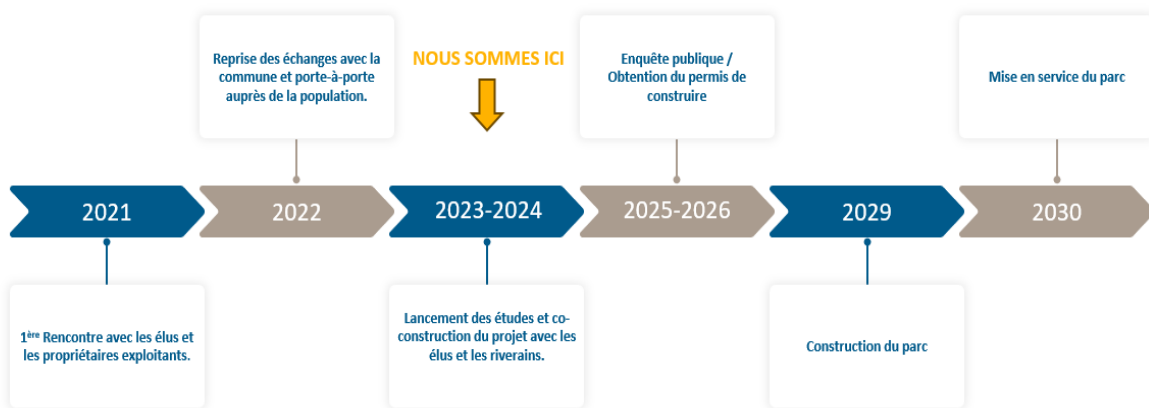 Reprise des échanges avec la
commune et porte-à-porte
auprès de la population.
NOUS SOMMES ICI
Enquête publique /
Obtention du permis de
construire
Mise en service du parc
2021
2022
2023-2024
2025-2026
2029
2030
1ère Rencontre avec les élus et
les propriétaires exploitants.
Lancement des études et co-
construction du projet avec les
élus et les riverains.
Construction du parc